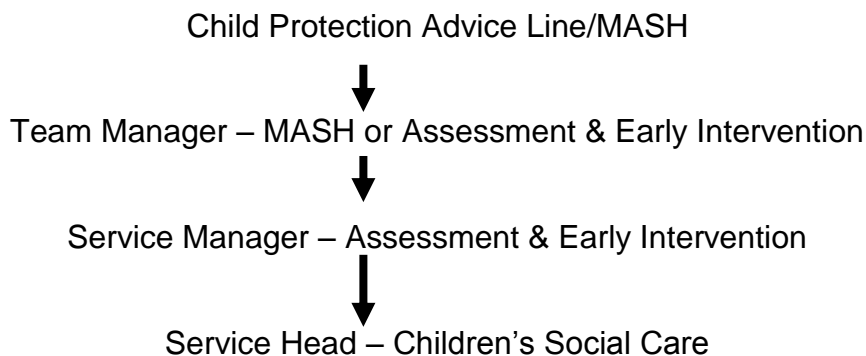 Child Protection Advice Line/MASH
Team Manager – MASH or Assessment & Early Intervention
Service Manager – Assessment & Early Intervention
Service Head – Children's Social Care